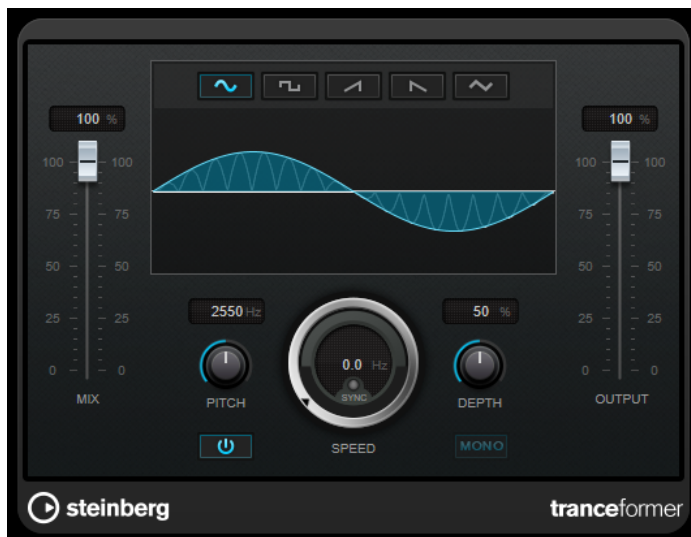 100 %
100 %
100 100
75 75
50 50
25 25
0 0
MIX
100 100
75 75
50 50
25 25
0 0
OUTPUT
2550 Hz
PITCH
0.0 Hz
SYNC
SPEED
50 %
DEPTH
MONO
steinberg
tranceformer